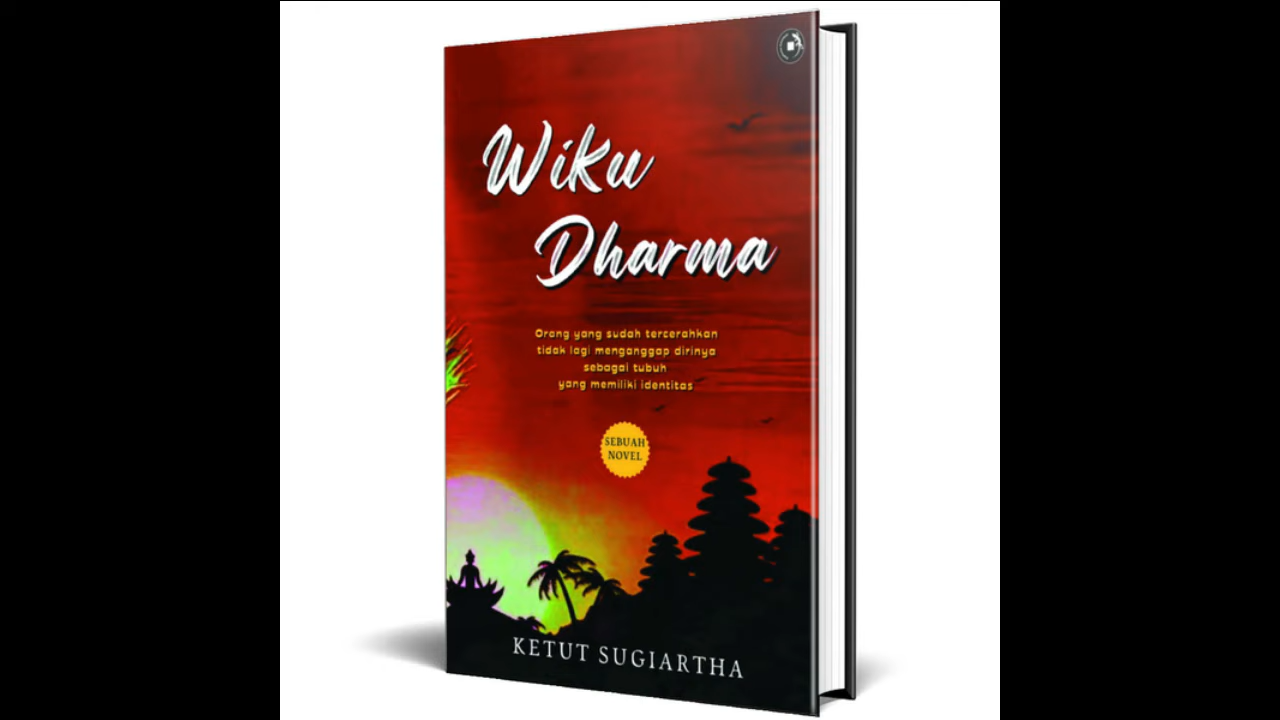 Wiku
Dharma
Orang yang sudah tercerahkan
tidak lagi menganggap dirinya
sebagai tubuh
yang memiliki identitas
SEBUAH
NOVEL
KETUT SUGIARTHA